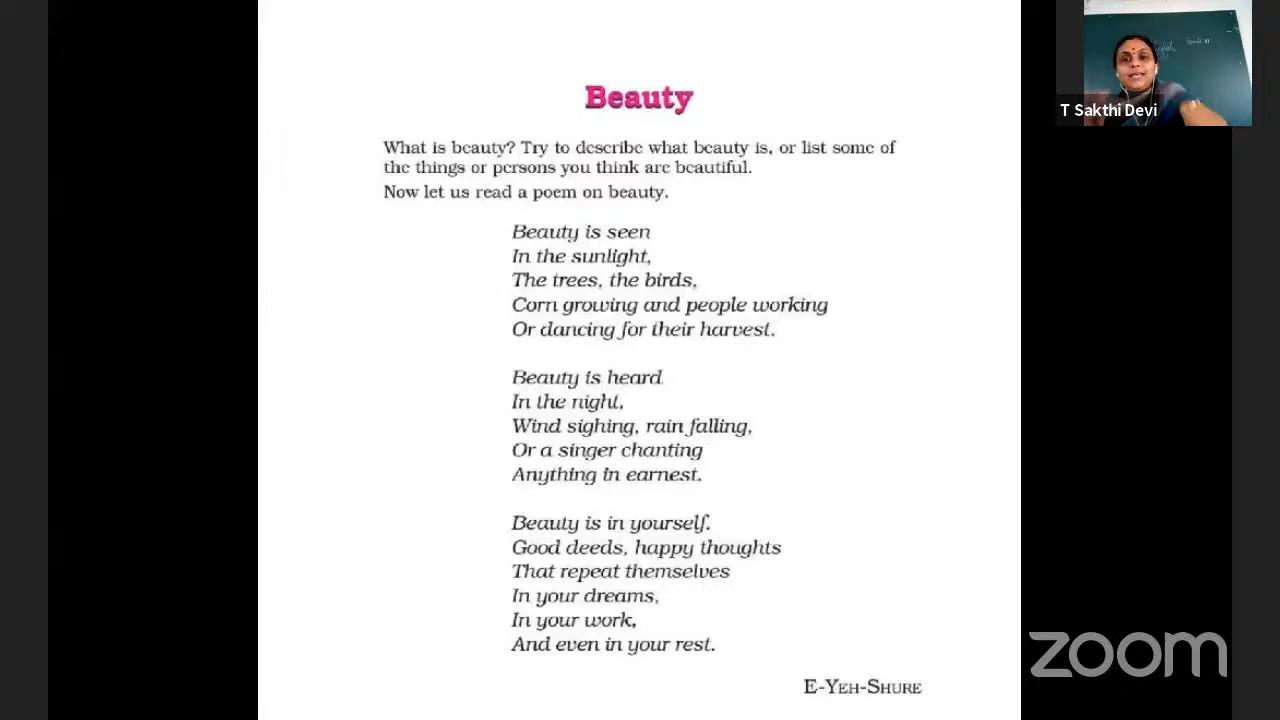 Beauty
What is beauty? Try to describe what beauty is, or list some of
the things or persons you think are beautiful.
Now let us read a poem on beauty.
Beauty is seen
In the sunlight,
The trees, the birds,
Corn growing and people working
Or dancing for their harvest.
Beauty is heard
In the night,
Wind sighing, rain falling,
Or a singer chanting
Anything in earnest.
Beauty is in yourself.
Good deeds, happy thoughts
That repeat themselves
In your dreams,
In your work,
And even in your rest.
E-YEH-SHURE
T Sakthi Devi
zoom